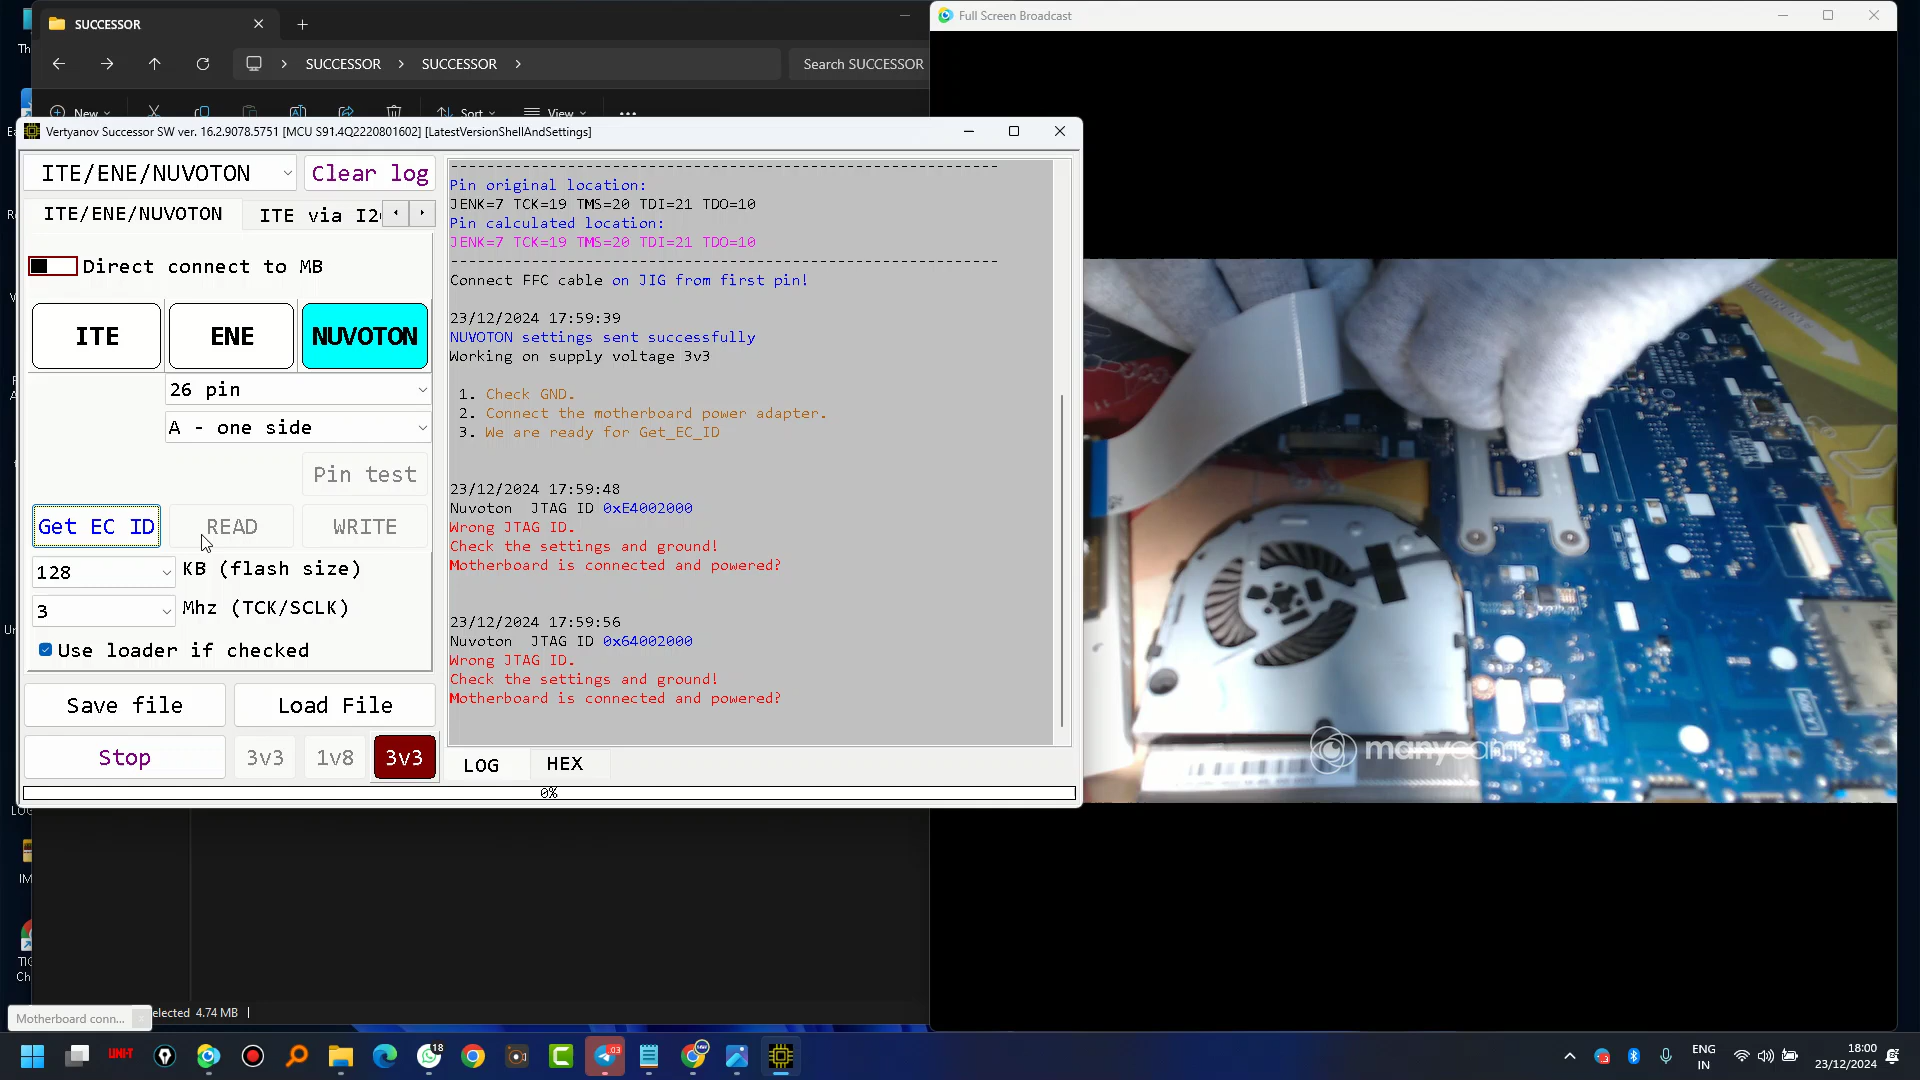 SUCCESSOR
Full Screen Broadcast
SUCCESSOR > SUCCESSOR >
Search SUCCESSOR
New
Sort
View
Vertyanov Successor SW ver. 16.2.9078.5751 [MCU S91.4Q2220801602] [LatestVersionShellAndSettings]
ITE/ENE/NUVOTON
Clear log
ITE/ENE/NUVOTON
ITE via I2
Direct connect to MB
ITE
ENE
NUVOTON
26 pin
A - one side
Pin test
Get EC ID
READ
WRITE
128
KB (flash size)
3
Mhz (TCK/SCLK)
Use loader if checked
Save file
Load File
Stop
3v3
1v8
3v3
Pin original location:
JENK=7 TCK=19 TMS=20 TDI=21 TDO=10
Pin calculated location:
JENK=7 TCK=19 TMS=20 TDI=21 TDO=10
Connect FFC cable on JIG from first pin!
23/12/2024 17:59:39
NUVOTON settings sent successfully
Working on supply voltage 3v3
1. Check GND.
2. Connect the motherboard power adapter.
3. We are ready for Get_EC_ID
23/12/2024 17:59:48
Nuvoton JTAG ID 0xE4002000
Wrong JTAG ID.
Check the settings and ground!
Motherboard is connected and powered?
23/12/2024 17:59:56
Nuvoton JTAG ID 0x64002000
Wrong JTAG ID.
Check the settings and ground!
Motherboard is connected and powered?
LOG
HEX
0%
manycam
Motherboard conn...
elected 4.74 MB
UNI-T
18
03
ENG
IN
18:00
23/12/2024